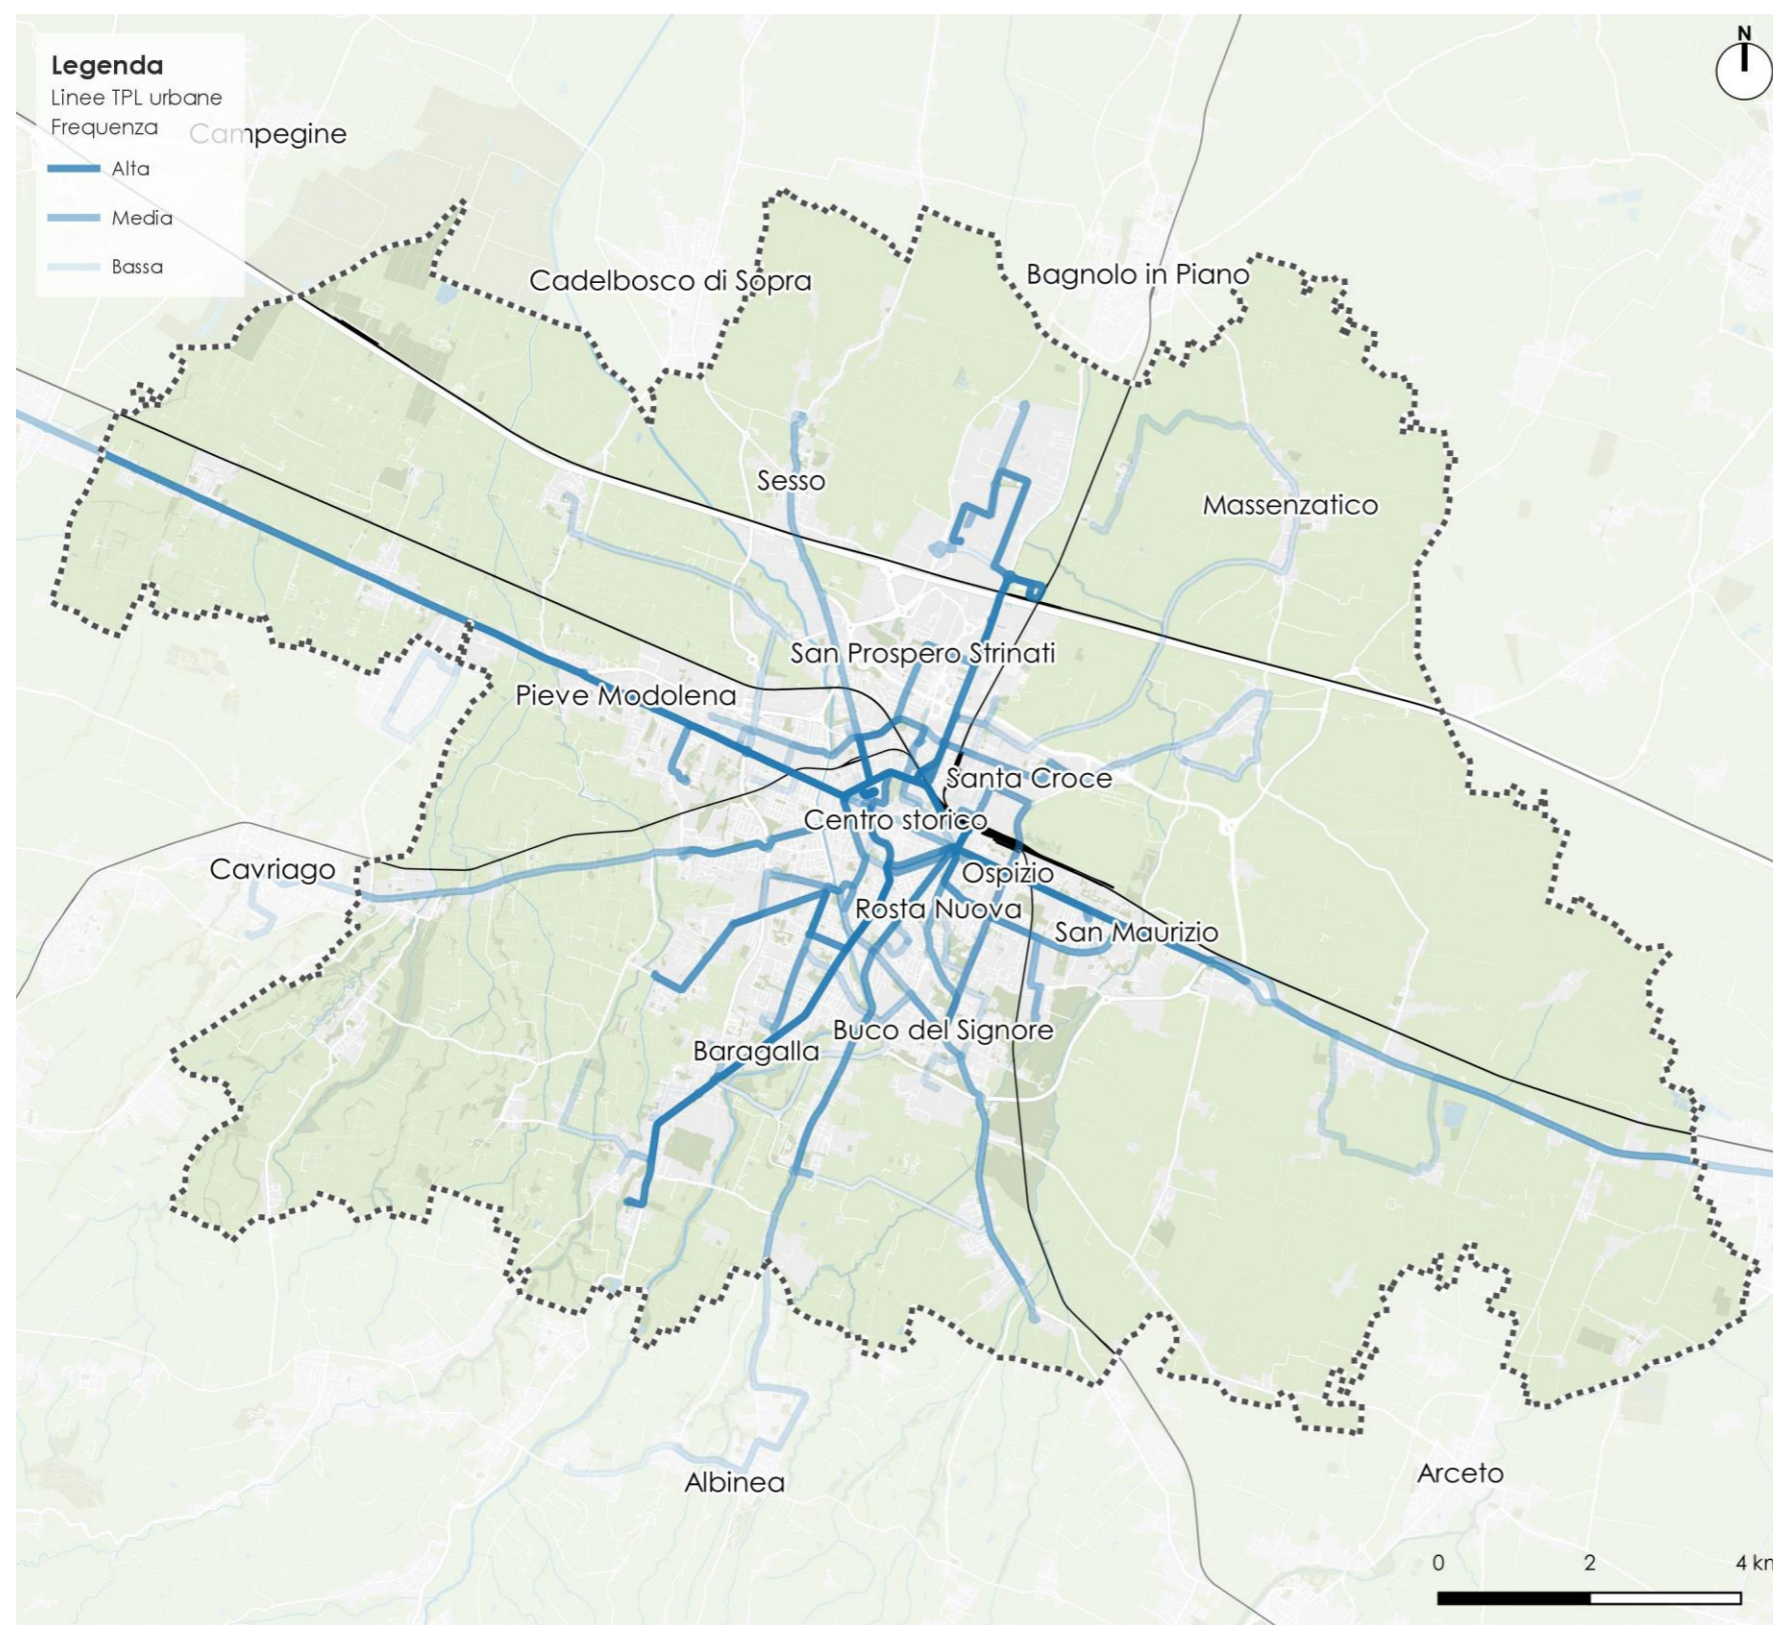 N
Legenda
Linee TPL urbane
Frequenza
Campegine
Alta
Media
Bassa
Cadelbosco di Sopra
Bagnolo in Piano
Sesso
Massenzatico
San Prospero Strinati
Pieve Modolena
Santa Croce
Centro storico
Cavriago
Ospizio
Rosta Nuova
San Maurizio
Buco del Signore
Baragalla
Albinea
Arceto
0 2 4 km